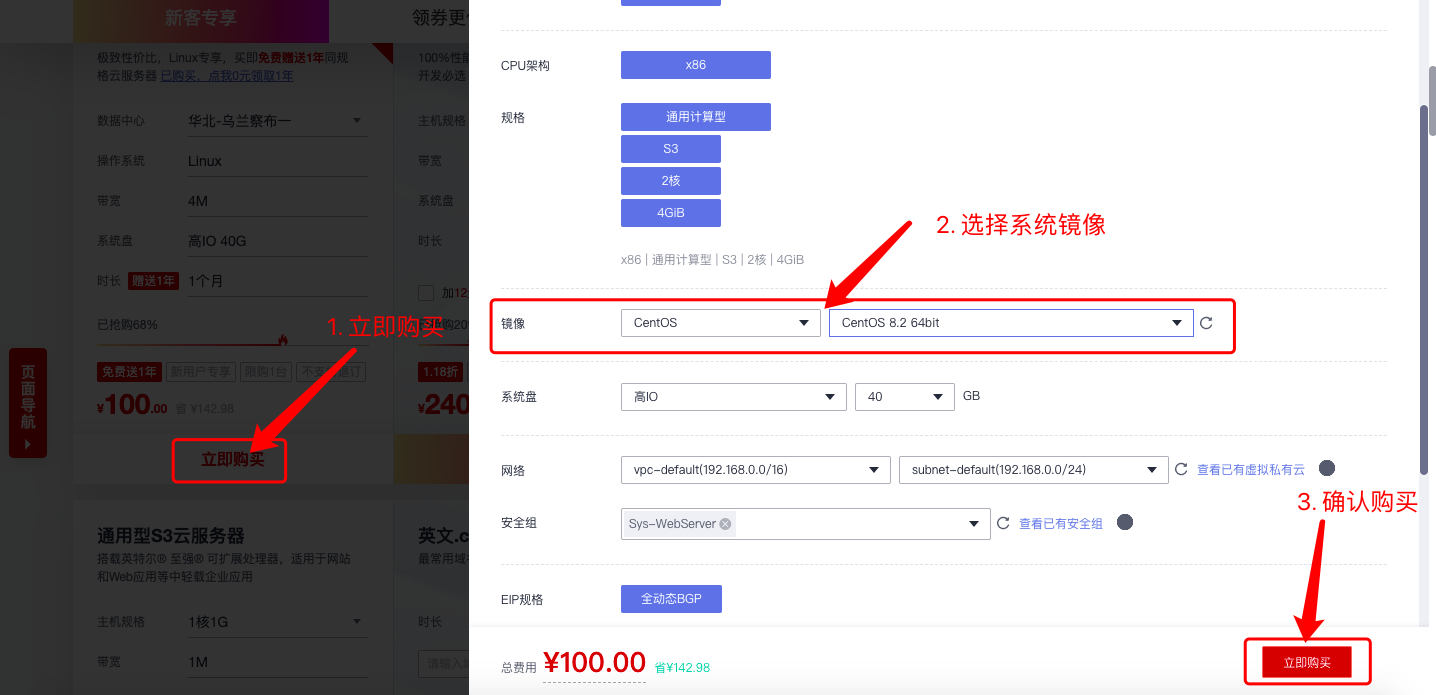 新客专享
领券更
极致性价比，Linux专享，买即免费赠送1年同规
格云服务器 已购买，点我0元领取1年
数据中心 华北-乌兰察布一
操作系统 Linux
带宽 4M
系统盘 高IO 40G
时长 赠送1年 1个月
已抢购68%
免费送1年 新用户专享 限购1台 不支持退订
¥100.00 省 ¥142.98
立即购买
1. 立即购买
页面导航
通用型S3云服务器
搭载英特尔® 至强® 可扩展处理器，适用于网站
和Web应用等中轻载企业应用
主机规格 1核1G
带宽 1M
100%性能
开发必选
主机规格
带宽
系统盘
时长
加12
已抢购20%
1.18折
¥240
英文.c
最常用域
时长
请输入
CPU架构 x86
规格 通用计算型
S3
2核
4GiB
x86 | 通用计算型 | S3 | 2核 | 4GiB
2. 选择系统镜像
镜像 CentOS CentOS 8.2 64bit
系统盘 高IO 40 GB
网络 vpc-default(192.168.0.0/16) subnet-default(192.168.0.0/24) 查看已有虚拟私有云
3. 确认购买
安全组 Sys-WebServer 查看已有安全组
EIP规格 全动态BGP
总费用 ¥100.00 省¥142.98
立即购买